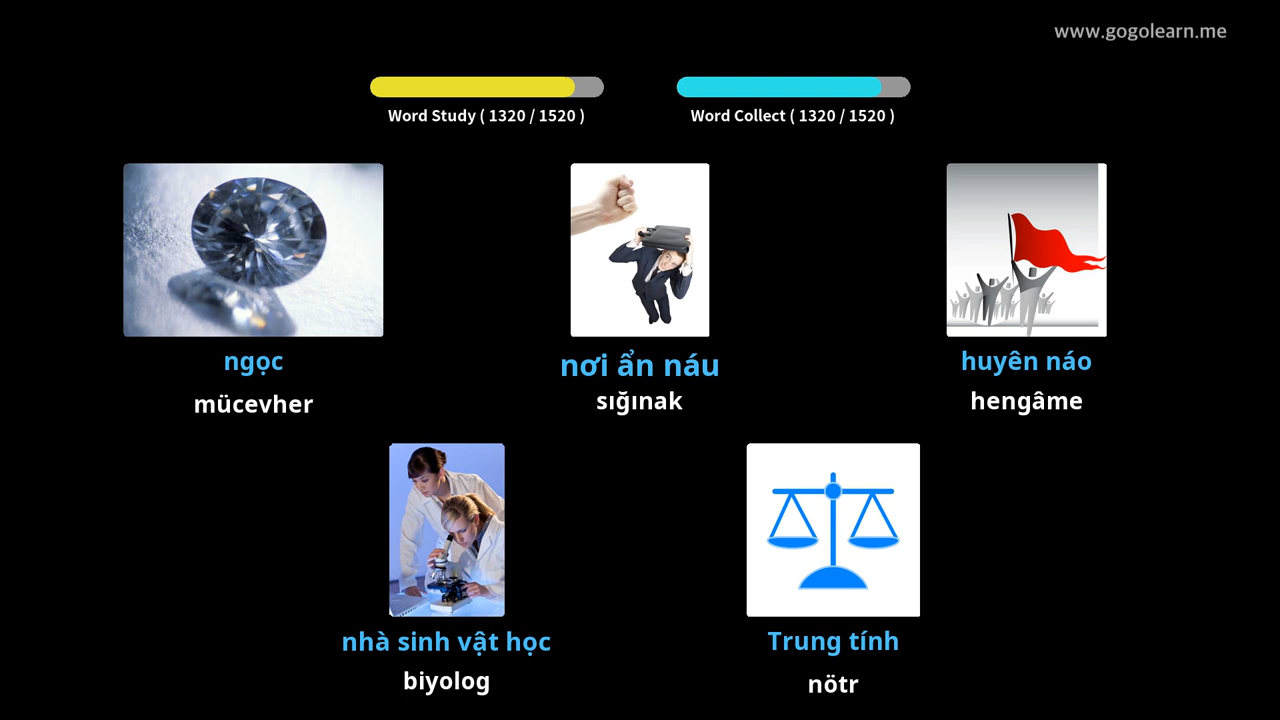 www.gogolearn.me
Word Study ( 1320 / 1520 )
Word Collect ( 1320 / 1520 )
ngọc
mücevher
nơi ẩn náu
sığınak
huyên náo
hengâme
nhà sinh vật học
biyolog
Trung tính
nötr